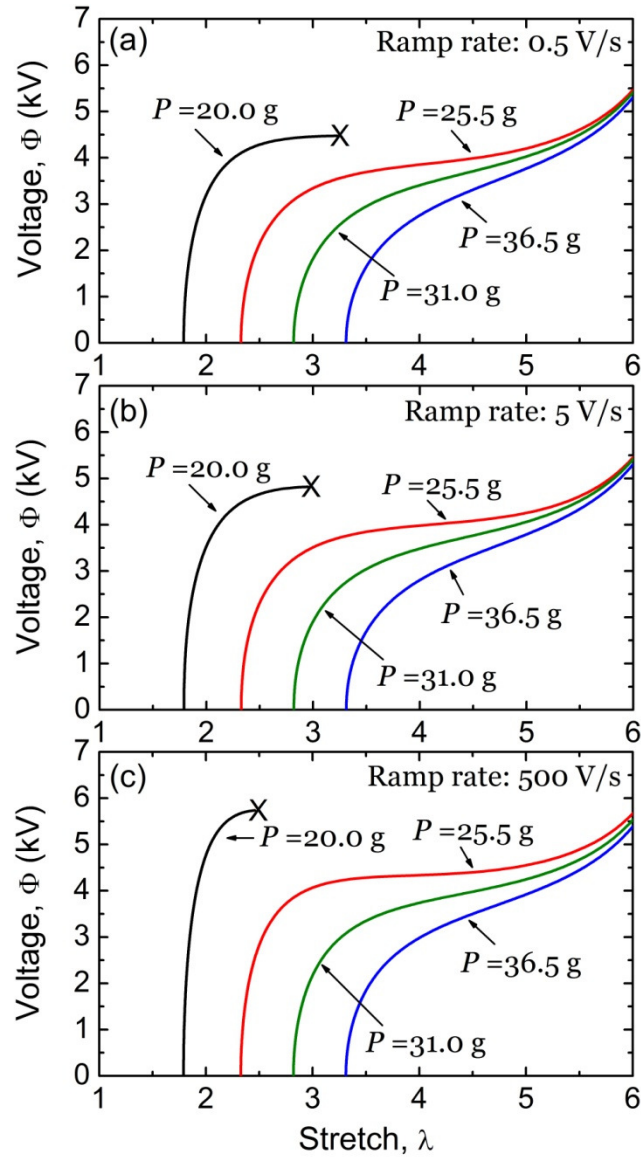 7
(a)
Ramp rate: 0.5 V/s
6
P =20.0 g
P =25.5 g
5
X
4
3
P =36.5 g
2
P =31.0 g
1
0
Voltage, Φ (kV)
1 2 3 4 5 6
7
(b)
Ramp rate: 5 V/s
6
P =20.0 g
P =25.5 g
5
X
4
3
P =36.5 g
2
P =31.0 g
1
0
Voltage, Φ (kV)
1 2 3 4 5 6
7
(c)
Ramp rate: 500 V/s
6
X
P =20.0 g
P =25.5 g
5
4
3
P =36.5 g
2
P =31.0 g
1
0
Voltage, Φ (kV)
1 2 3 4 5 6
Stretch, λ